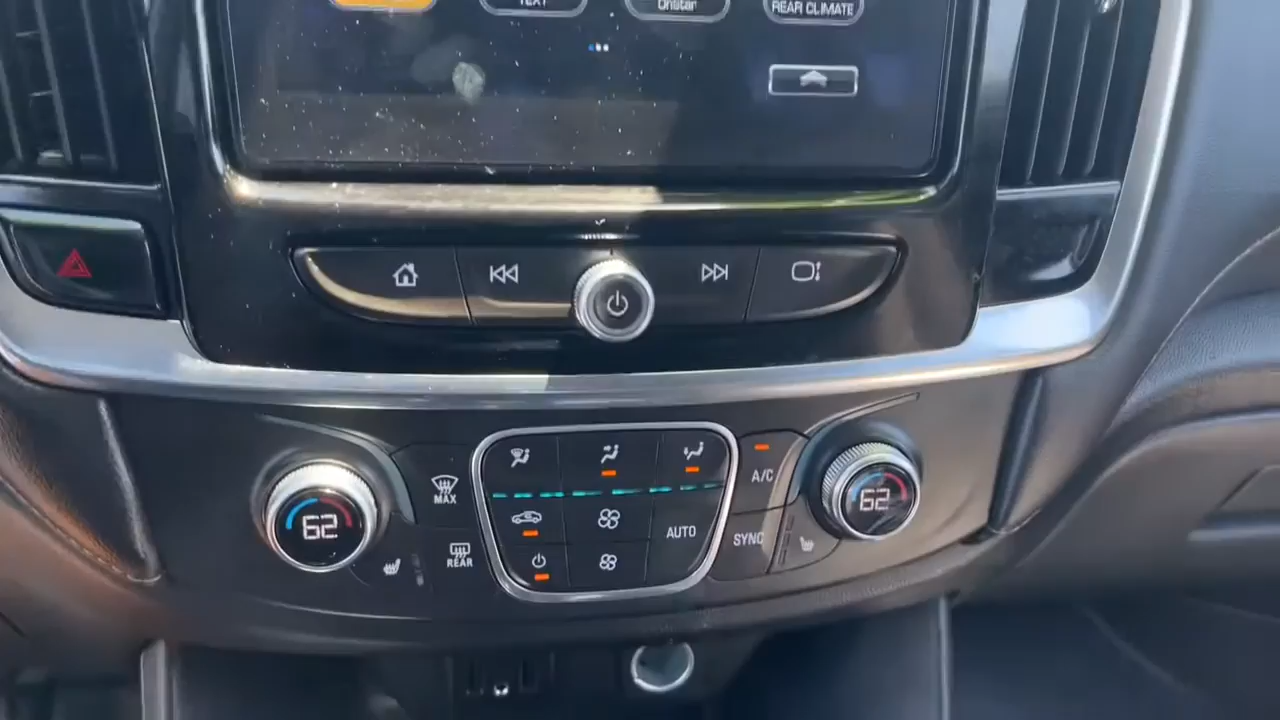 TEXT
OnStar
REAR CLIMATE
MAX
A/C
62
62
AUTO
SYNC
REAR